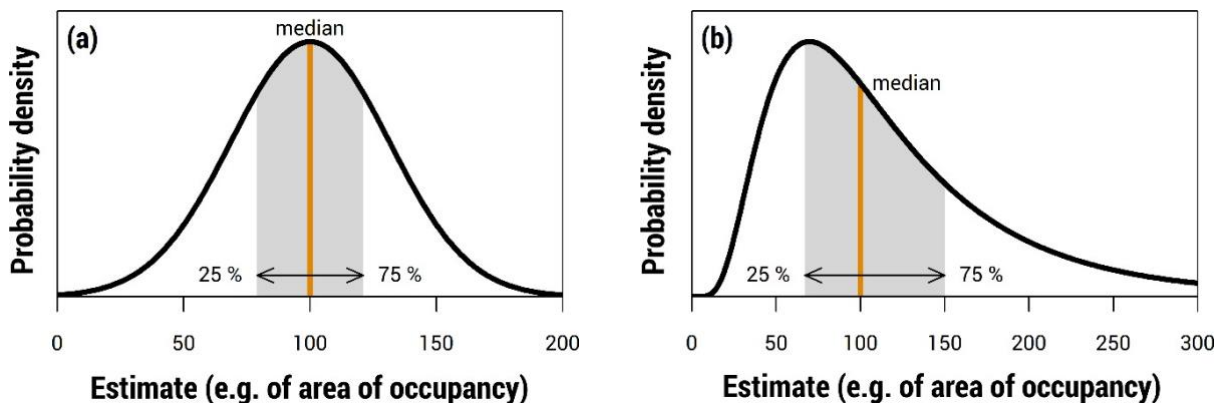 (a)
median
Probability density
25 %
75 %
0
50
100
150
200
Estimate (e.g. of area of occupancy)
(b)
median
Probability density
25 %
75 %
0
50
100
150
200
250
300
Estimate (e.g. of area of occupancy)